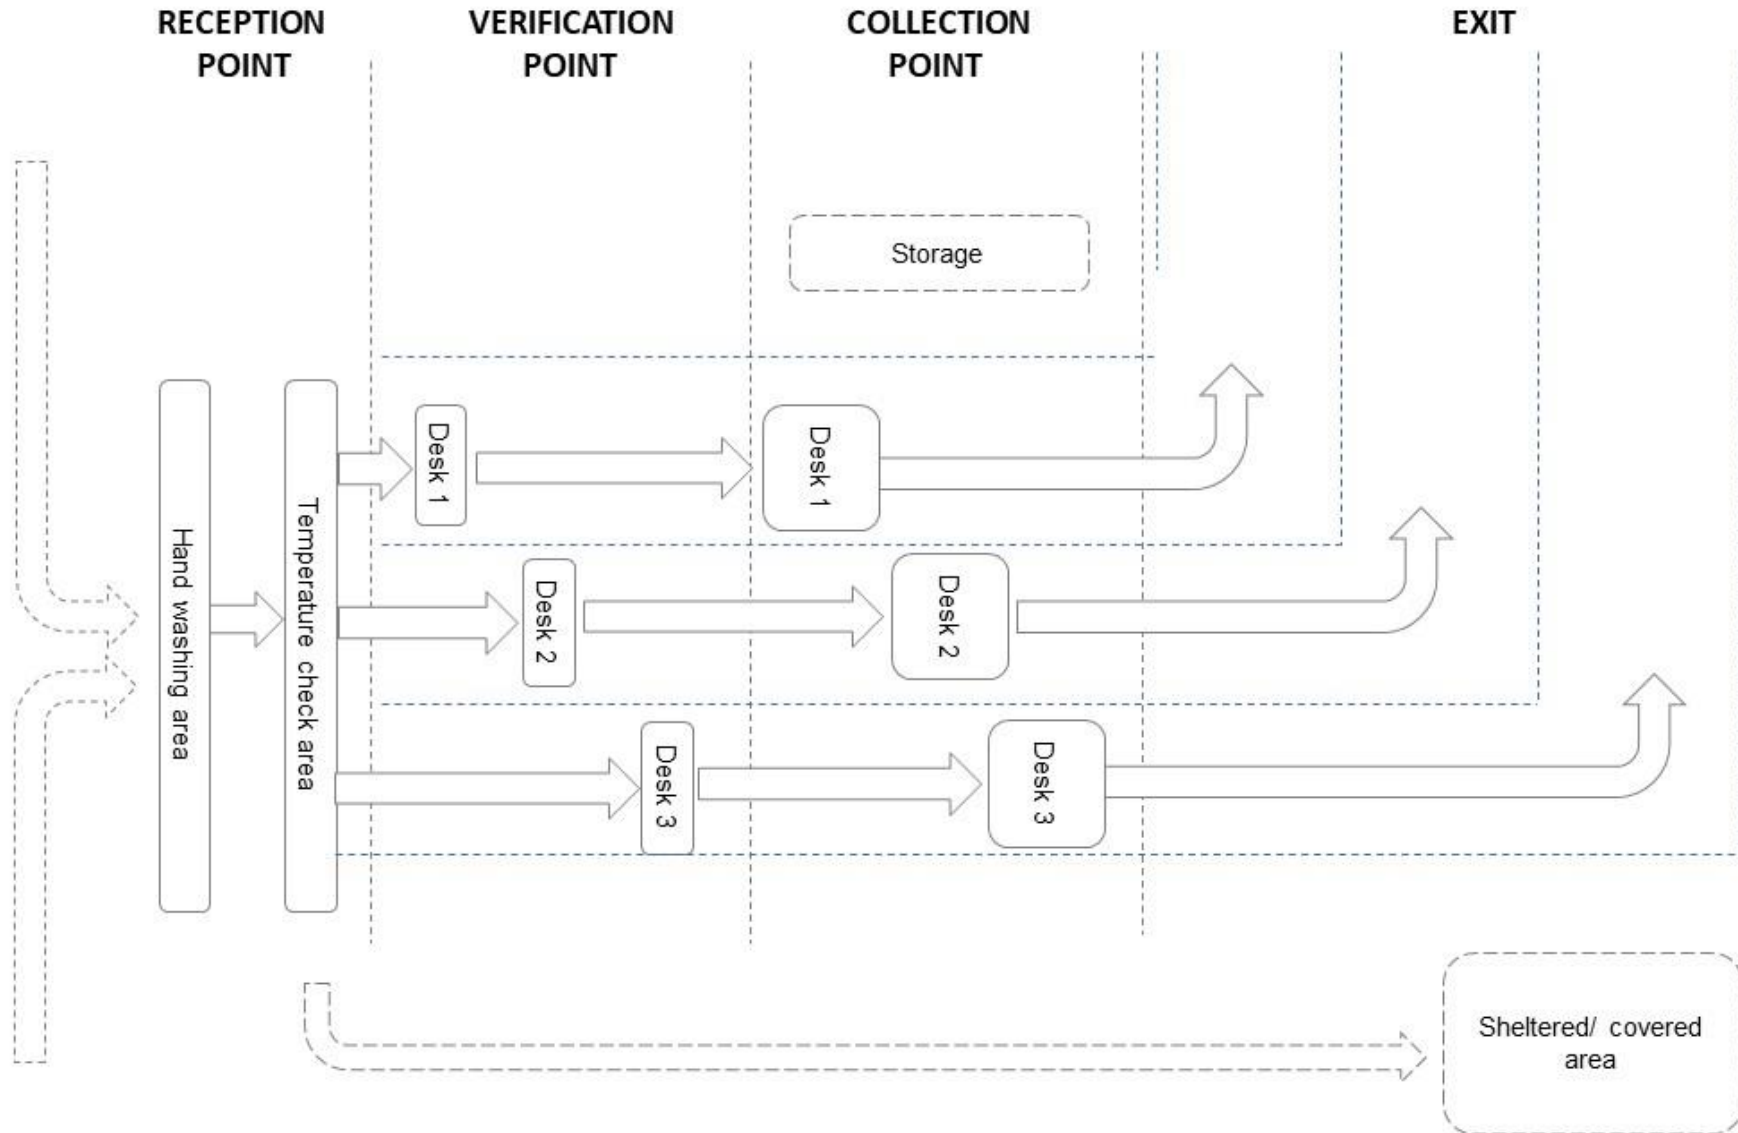 RECEPTION
POINT
VERIFICATION
POINT
COLLECTION
POINT
EXIT
Storage
Hand washing area
Temperature check area
Desk 1
Desk 1
Desk 2
Desk 2
Desk 3
Desk 3
Sheltered/ covered
area